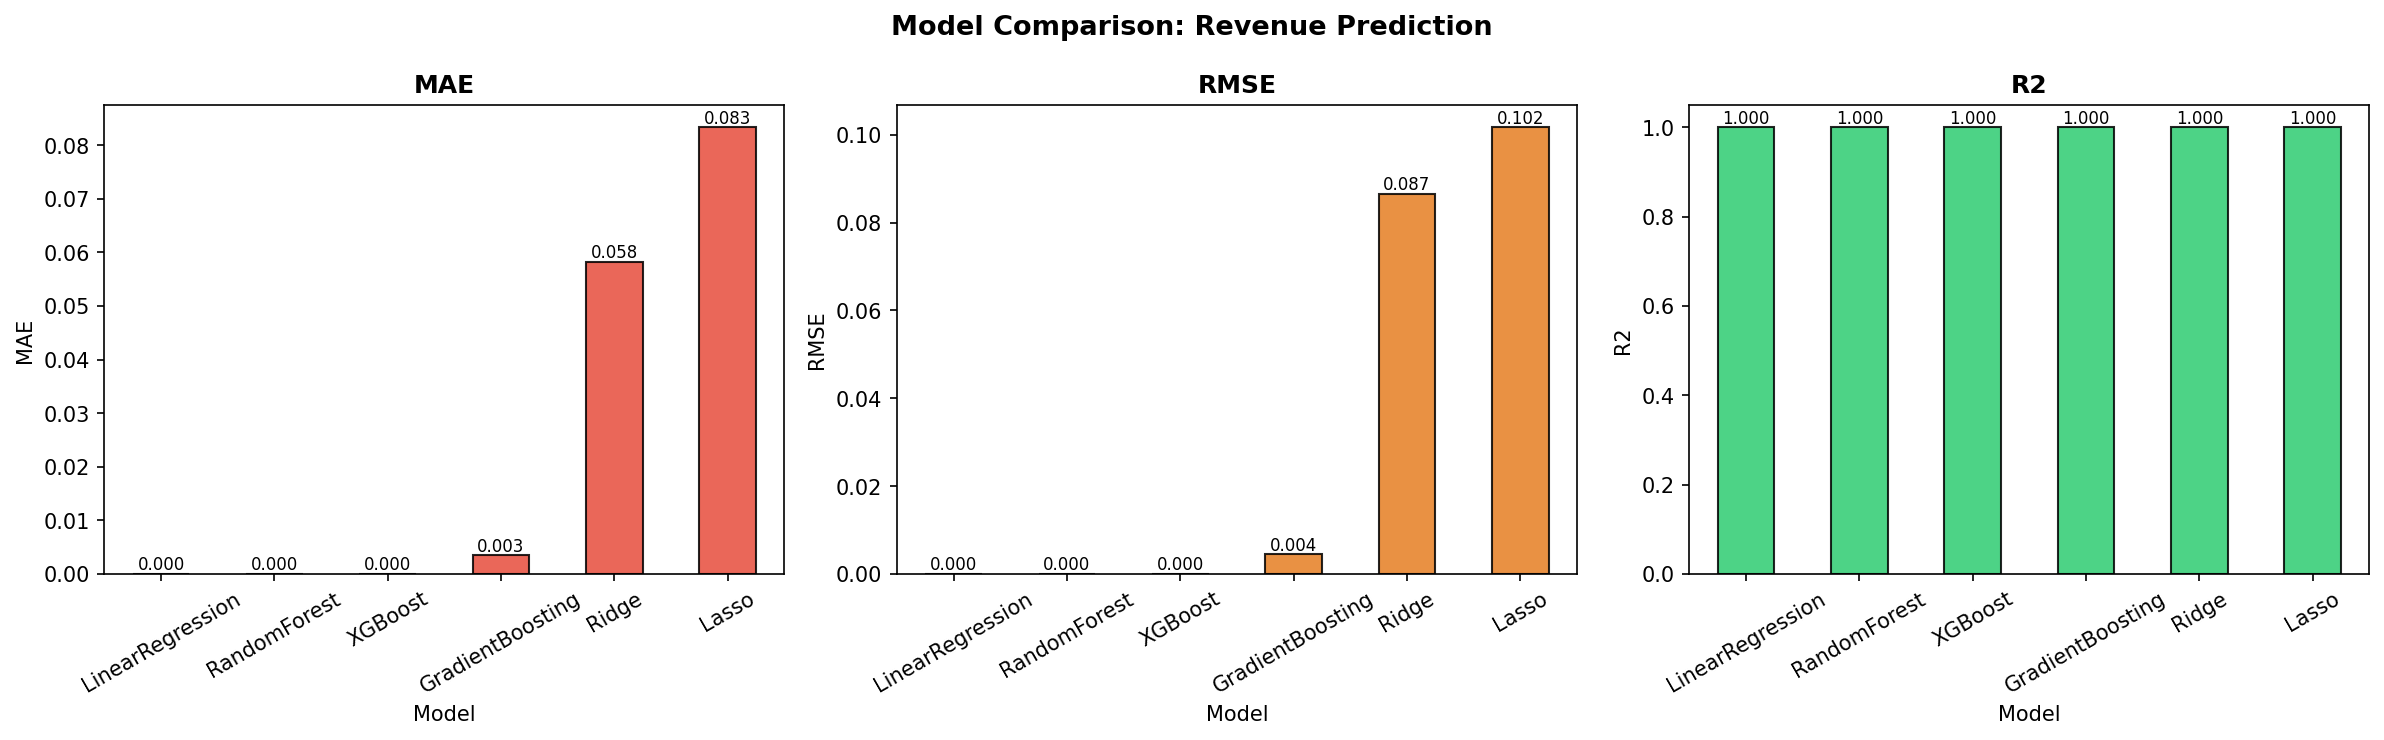 Model Comparison: Revenue Prediction
MAE
MAE
0.08
0.07
0.06
0.05
0.04
0.03
0.02
0.01
0.00
0.000
0.000
0.000
0.003
0.058
0.083
LinearRegression
RandomForest
XGBoost
GradientBoosting
Ridge
Lasso
Model
RMSE
RMSE
0.10
0.08
0.06
0.04
0.02
0.00
0.000
0.000
0.000
0.004
0.087
0.102
LinearRegression
RandomForest
XGBoost
GradientBoosting
Ridge
Lasso
Model
R2
R2
1.0
0.8
0.6
0.4
0.2
0.0
1.000
1.000
1.000
1.000
1.000
1.000
LinearRegression
RandomForest
XGBoost
GradientBoosting
Ridge
Lasso
Model